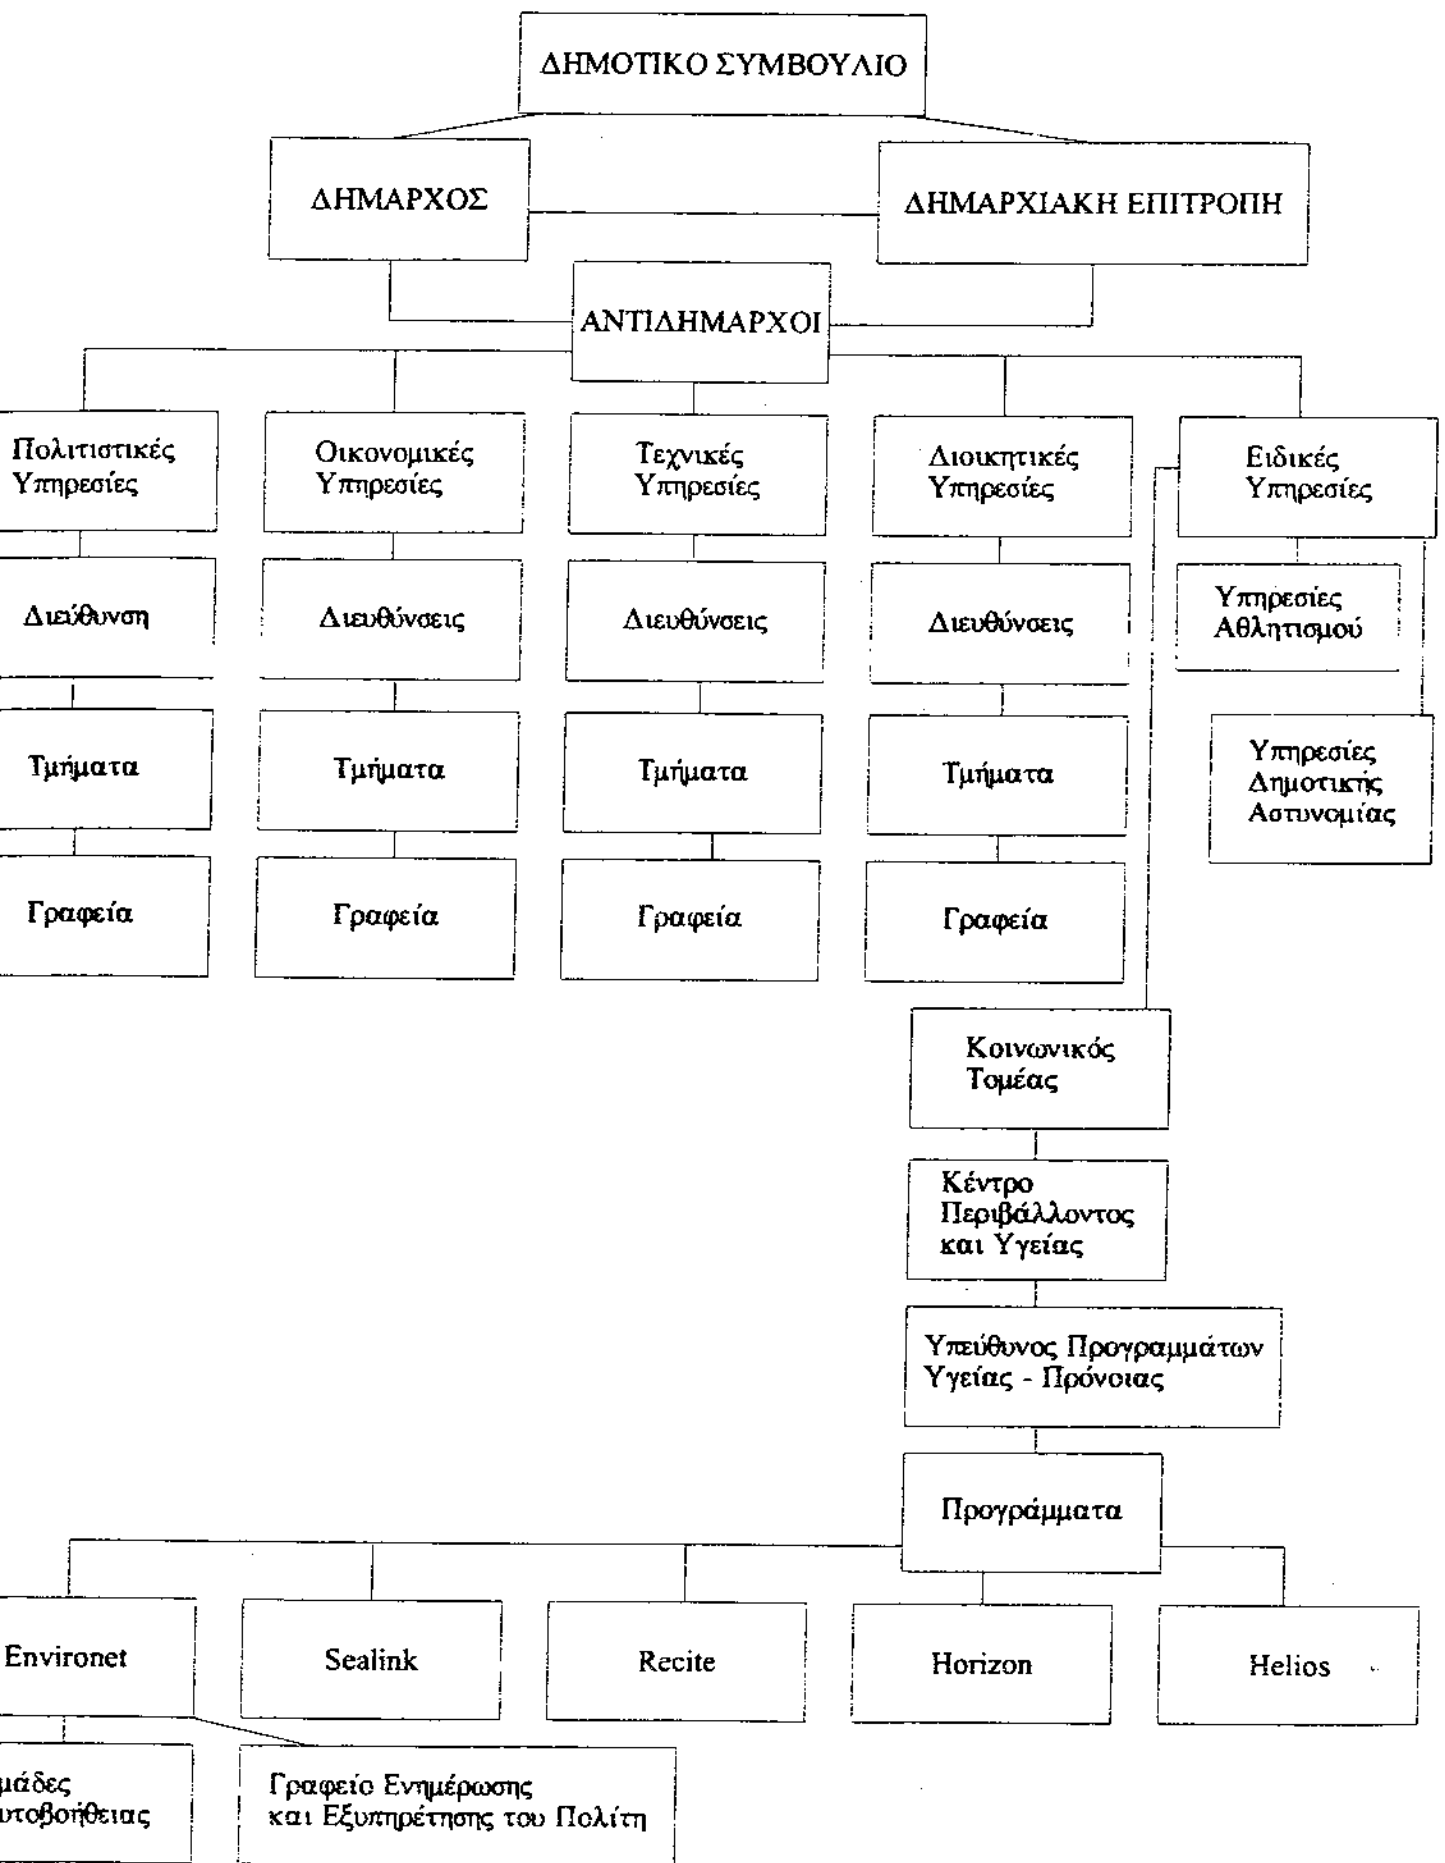 ΔΗΜΟΤΙΚΟ ΣΥΜΒΟΥΛΙΟ
ΔΗΜΑΡΧΟΣ
ΔΗΜΑΡΧΙΑΚΗ ΕΠΙΤΡΟΠΗ
ΑΝΤΙΔΗΜΑΡΧΟΙ
Πολιτιστικές
Υπηρεσίες
Οικονομικές
Υπηρεσίες
Τεχνικές
Υπηρεσίες
Διοικητικές
Υπηρεσίες
Ειδικές
Υπηρεσίες
Διεύθυνση
Διευθύνσεις
Διευθύνσεις
Διευθύνσεις
Υπηρεσίες
Αθλητισμού
Τμήματα
Τμήματα
Τμήματα
Τμήματα
Υπηρεσίες
Δημοτικής
Αστυνομίας
Γραφεία
Γραφεία
Γραφεία
Γραφεία
Κοινωνικός
Τομέας
Κέντρο
Περιβάλλοντος
και Υγείας
Υπεύθυνος Προγραμμάτων
Υγείας - Πρόνοιας
Προγράμματα
Environet
Sealink
Recite
Horizon
Helios
μάδες
υτοβοήθειας
Γραφείο Ενημέρωσης
και Εξυπηρέτησης του Πολίτη